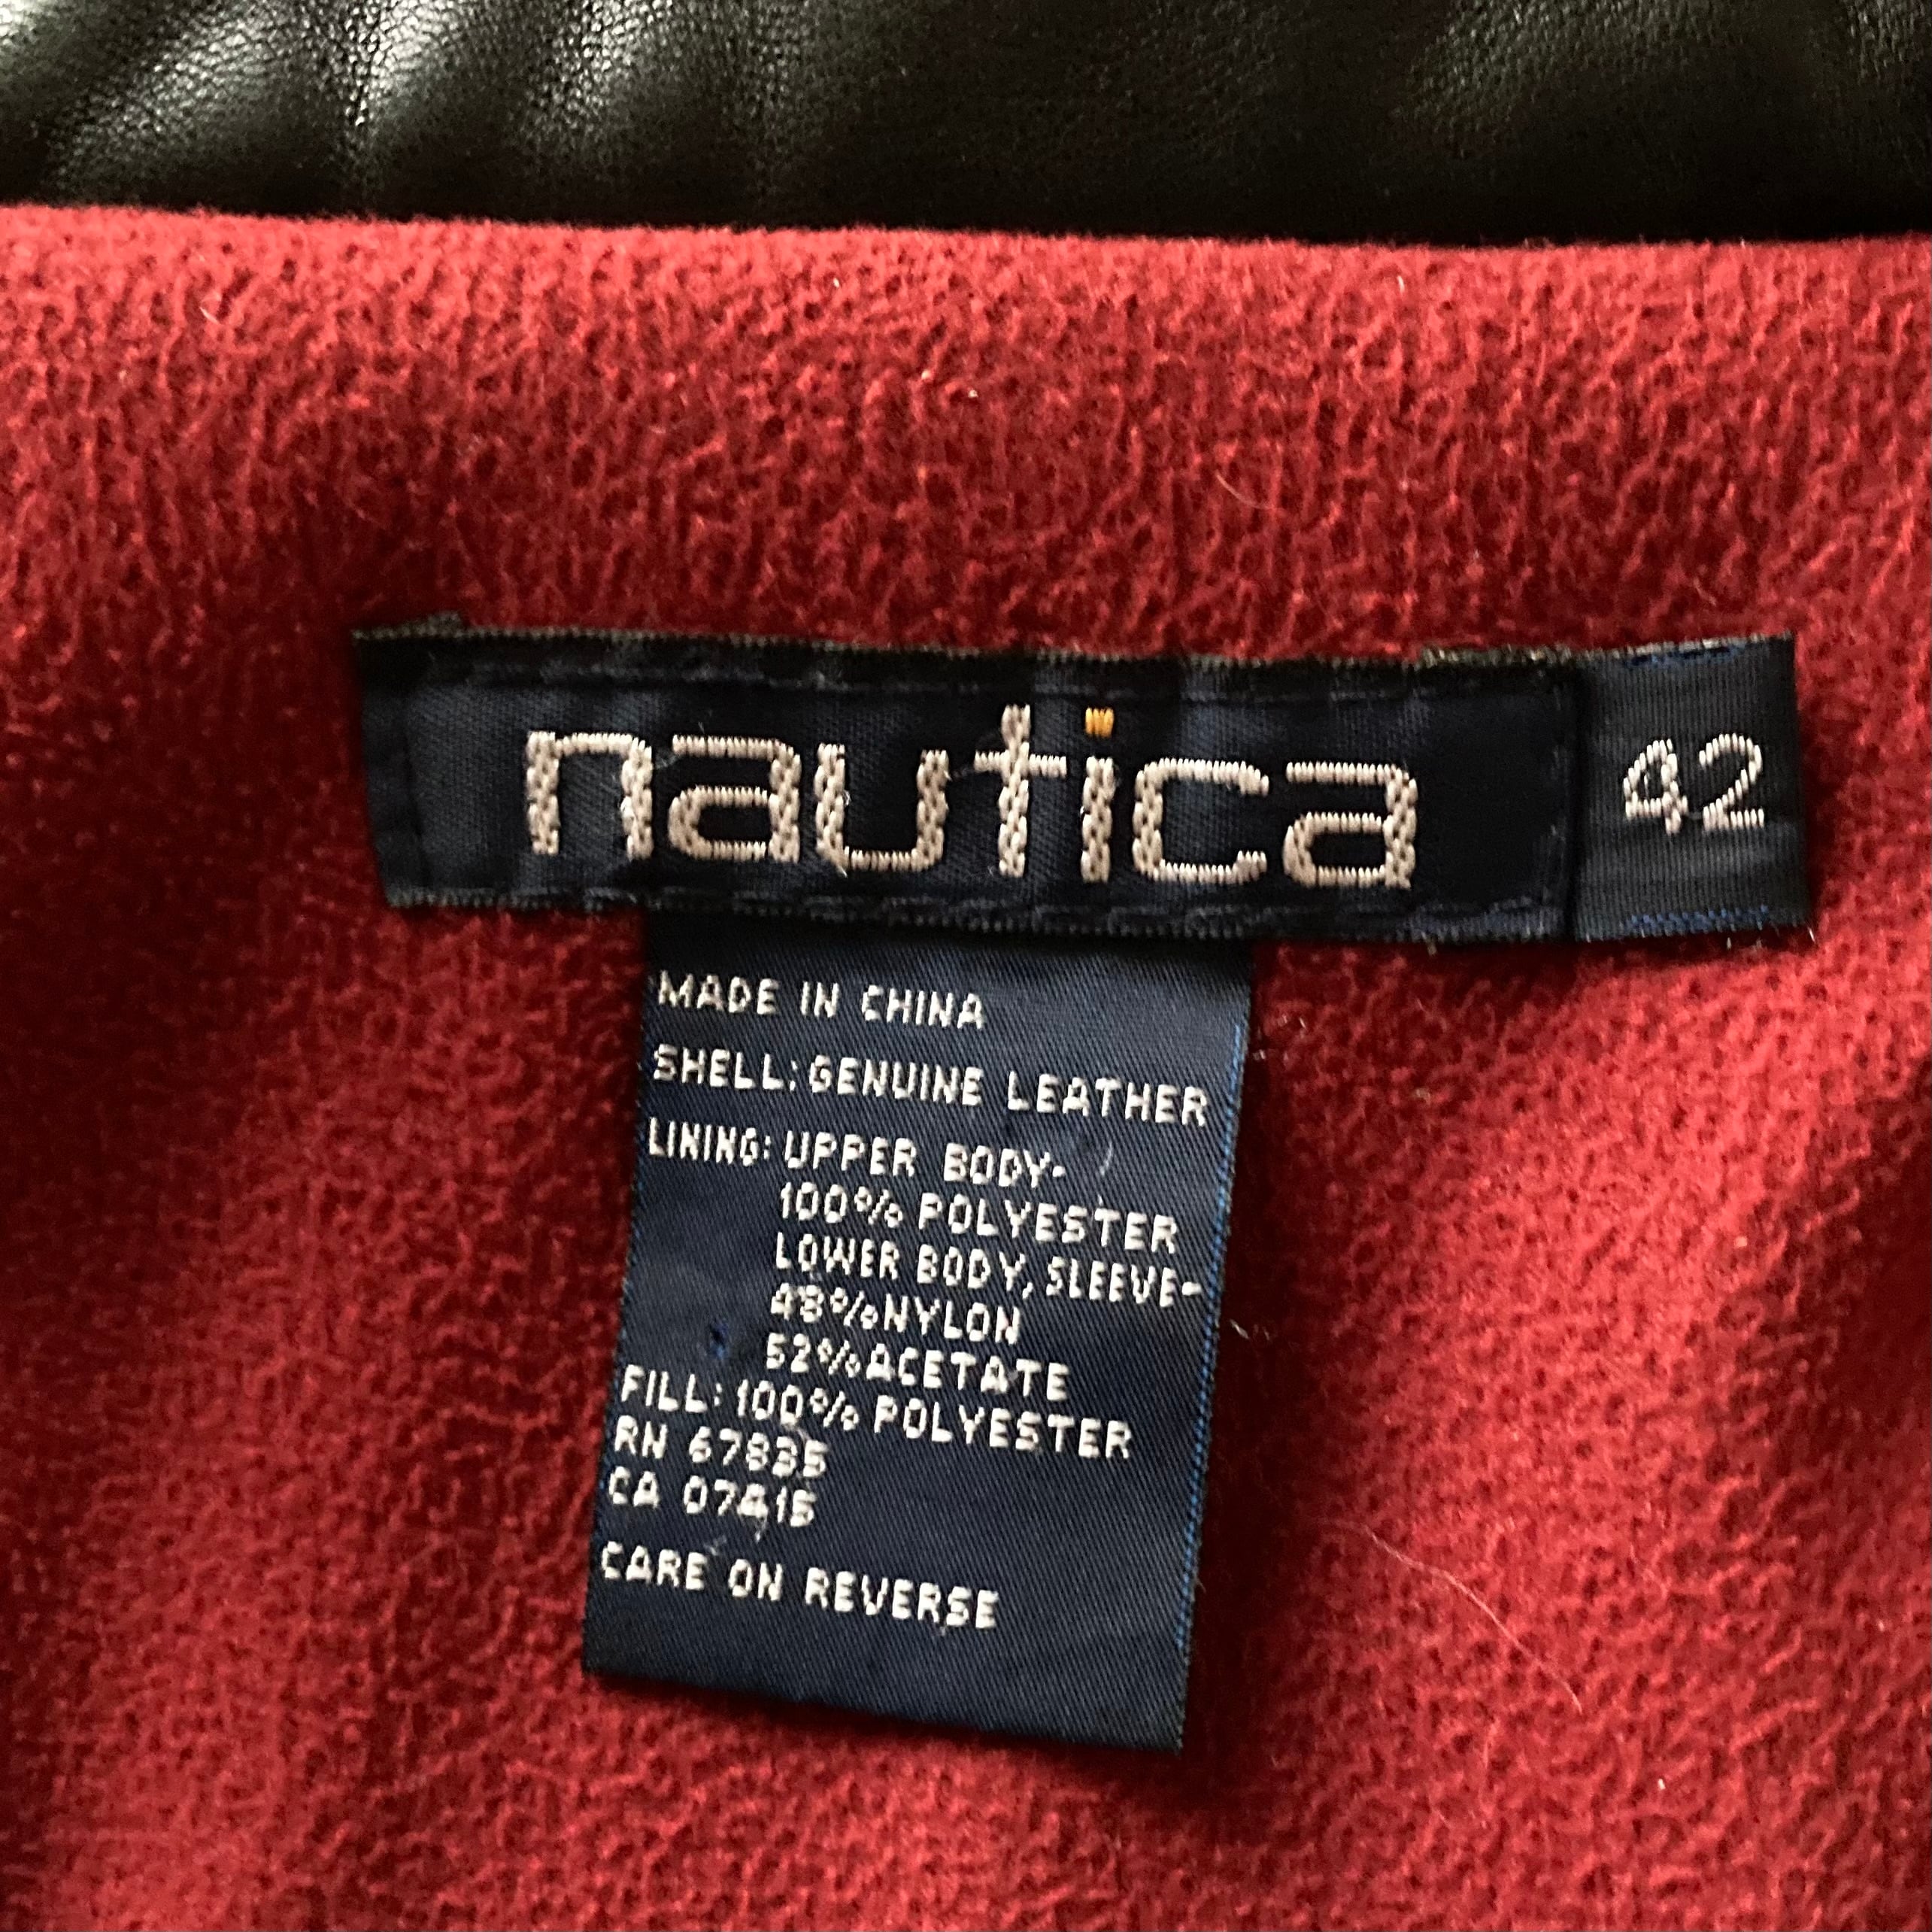 nautica 42
MADE IN CHINA
SHELL: GENUINE LEATHER
LINING: UPPER BODY-
100% POLYESTER
LOWER BODY, SLEEVE-
48% NYLON
52% ACETATE
FILL: 100% POLYESTER
RN 67835
CA 07415
CARE ON REVERSE